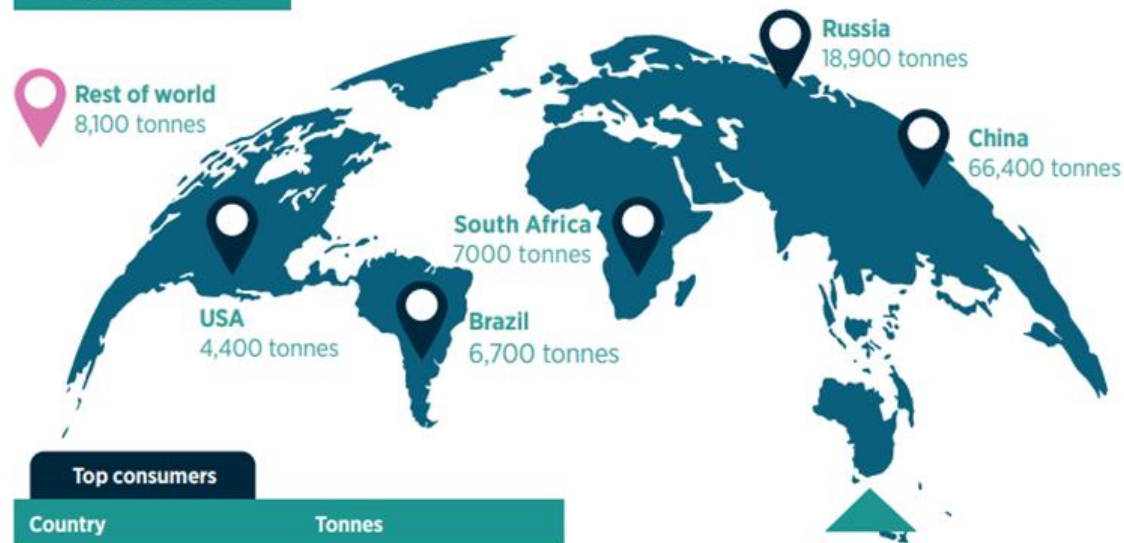 Russia
18,900 tonnes
Rest of world
8,100 tonnes
China
66,400 tonnes
South Africa
7000 tonnes
USA
4,400 tonnes
Brazil
6,700 tonnes
Top consumers
Country Tonnes